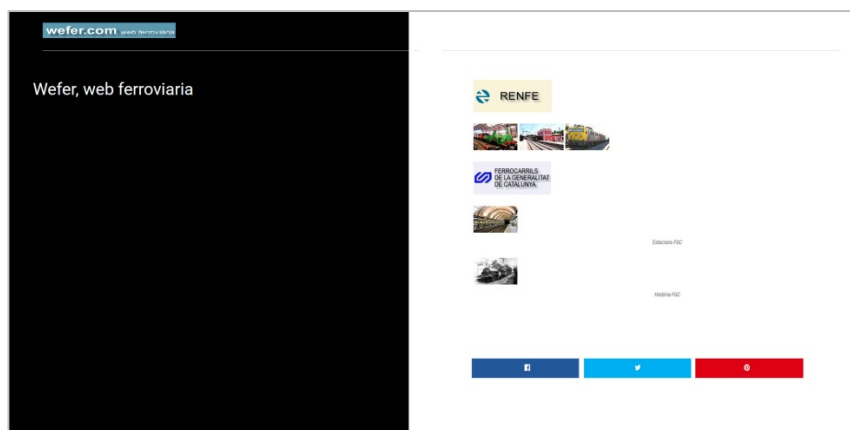 wefer.com web ferroviaria
Wefer, web ferroviaria
RENFE
FERROCARRILS
DE LA GENERALITAT
DE CATALUNYA
Estacions FGC
Història FGC